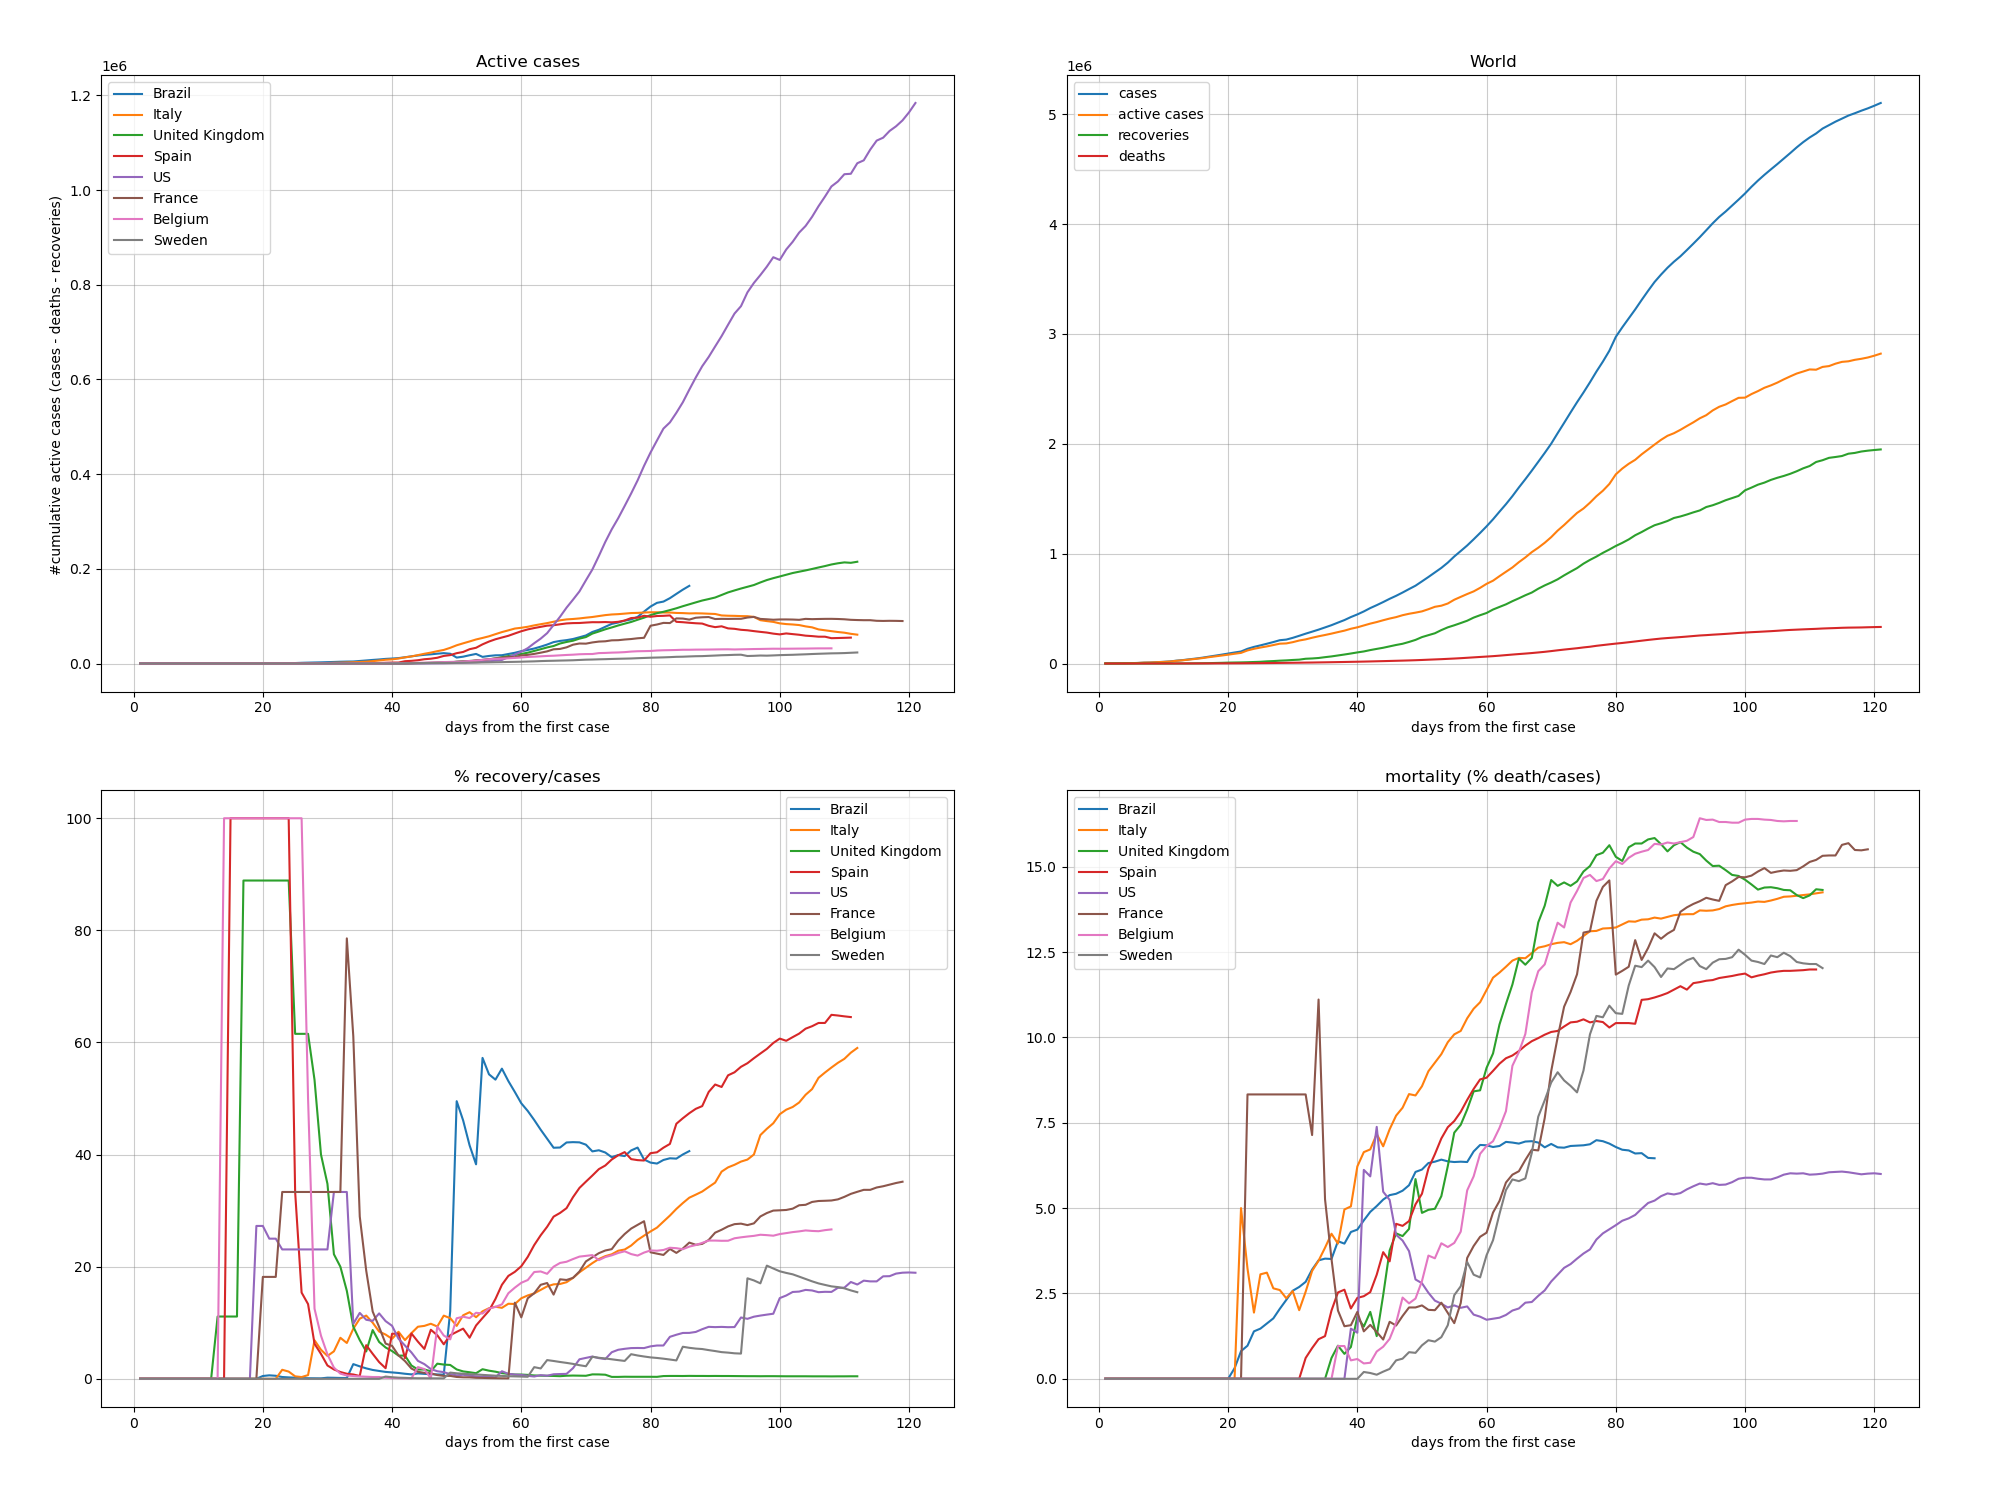 Active cases
1e6
1.2
1.0
0.8
0.6
0.4
0.2
0.0
#cumulative active cases (cases - deaths - recoveries)
Brazil
Italy
United Kingdom
Spain
US
France
Belgium
Sweden
0 20 40 60 80 100 120
days from the first case
World
1e6
5
4
3
2
1
0
cases
active cases
recoveries
deaths
0 20 40 60 80 100 120
days from the first case
% recovery/cases
100
80
60
40
20
0
Brazil
Italy
United Kingdom
Spain
US
France
Belgium
Sweden
0 20 40 60 80 100 120
days from the first case
mortality (% death/cases)
15.0
12.5
10.0
7.5
5.0
2.5
0.0
Brazil
Italy
United Kingdom
Spain
US
France
Belgium
Sweden
0 20 40 60 80 100 120
days from the first case